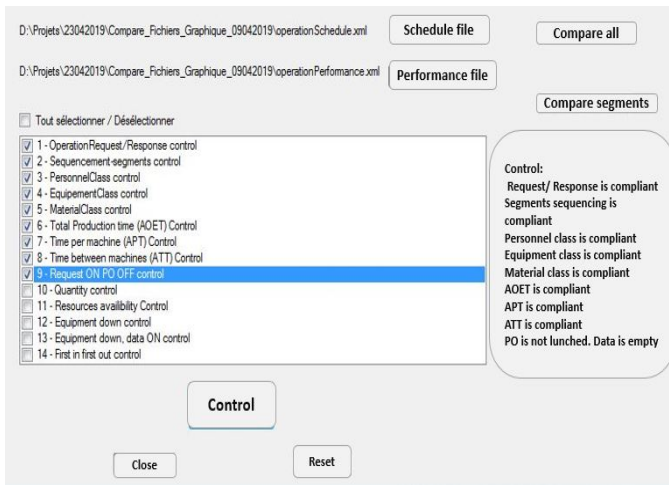 D:\Projets\23042019\Compare_Fichiers_Graphique_09042019\operationSchedule.xml
Schedule file
Compare all
D:\Projets\23042019\Compare_Fichiers_Graphique_09042019\operationPerformance.xml
Performance file
Compare segments
Tout sélectionner / Désélectionner
1 - OperationRequest/Response control
2 - Sequencement-segments control
3 - PersonnelClass control
4 - EquipementClass control
5 - MaterialClass control
6 - Total Production time (AOET) Control
7 - Time per machine (APT) Control
8 - Time between machines (ATT) Control
9 - Request ON PO OFF control
10 - Quantity control
11 - Resources availibility Control
12 - Equipment down control
13 - Equipment down, data ON control
14 - First in first out control
Control:
Request/ Response is compliant
Segments sequencing is
compliant
Personnel class is compliant
Equipment class is compliant
Material class is compliant
AOET is compliant
APT is compliant
ATT is compliant
PO is not lunched. Data is empty
Control
Close
Reset